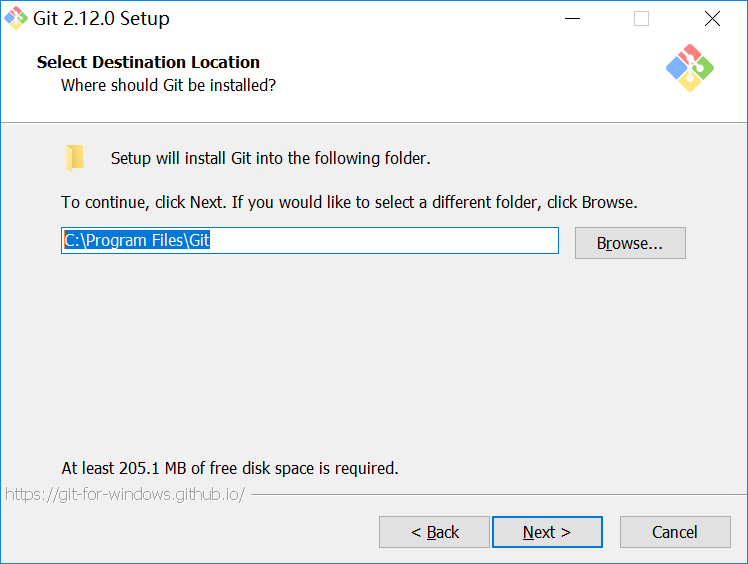 Git 2.12.0 Setup
Select Destination Location
Where should Git be installed?
Setup will install Git into the following folder.
To continue, click Next. If you would like to select a different folder, click Browse.
C:\Program Files\Git
Browse...
At least 205.1 MB of free disk space is required.
https://git-for-windows.github.io/
< Back
Next >
Cancel